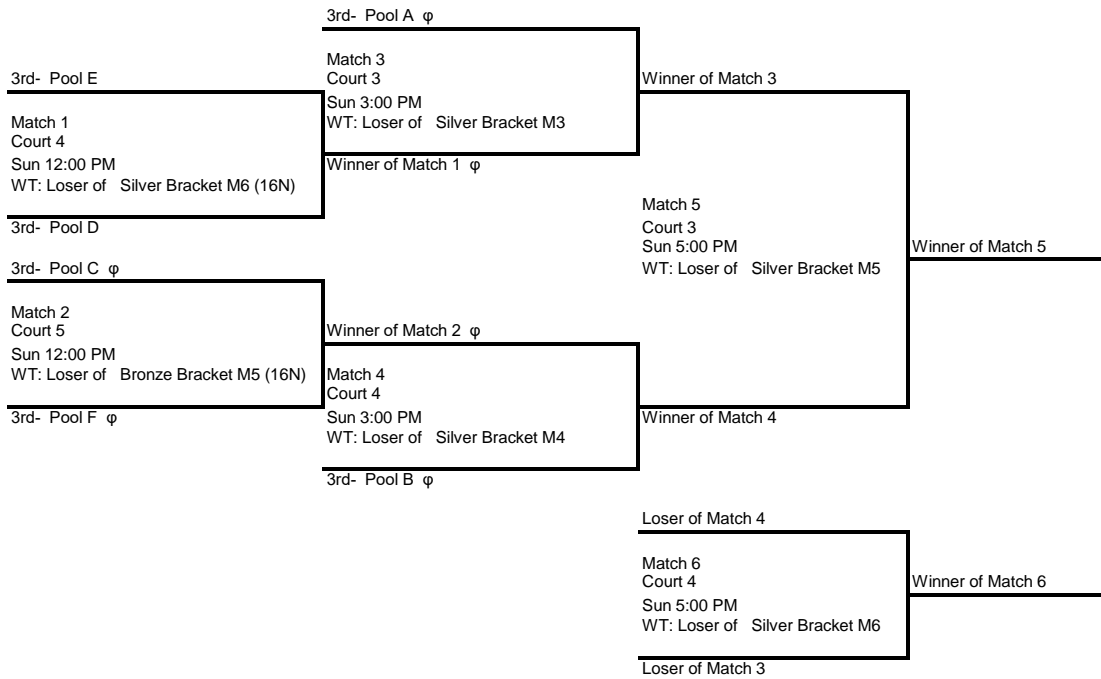 3rd- Pool A φ
Match 3
Court 3
Sun 3:00 PM
WT: Loser of Silver Bracket M3
Winner of Match 1 φ
3rd- Pool E
Match 1
Court 4
Sun 12:00 PM
WT: Loser of Silver Bracket M6 (16N)
3rd- Pool D
3rd- Pool C φ
Match 2
Court 5
Sun 12:00 PM
WT: Loser of Bronze Bracket M5 (16N)
3rd- Pool F φ
Winner of Match 2 φ
Match 4
Court 4
Sun 3:00 PM
WT: Loser of Silver Bracket M4
3rd- Pool B φ
Winner of Match 3
Match 5
Court 3
Sun 5:00 PM
WT: Loser of Silver Bracket M5
Winner of Match 4
Winner of Match 5
Loser of Match 4
Match 6
Court 4
Sun 5:00 PM
WT: Loser of Silver Bracket M6
Loser of Match 3
Winner of Match 6